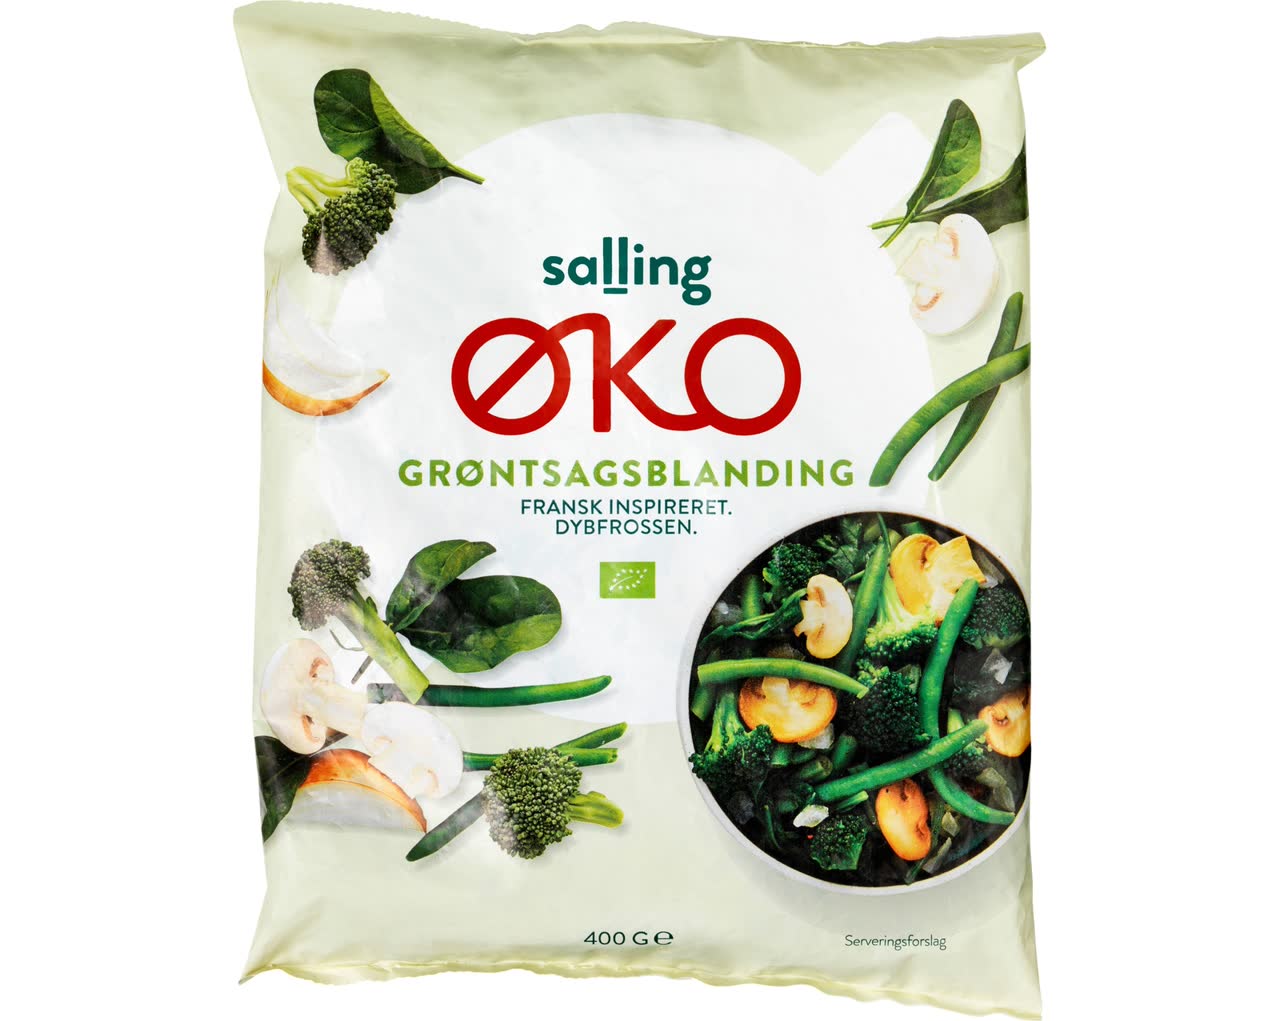 salling
ØKO
GRØNTSAGSBLANDING
FRANSK INSPIRERET.
DYBFROSSEN.
400 G ℮
Serveringsforslag